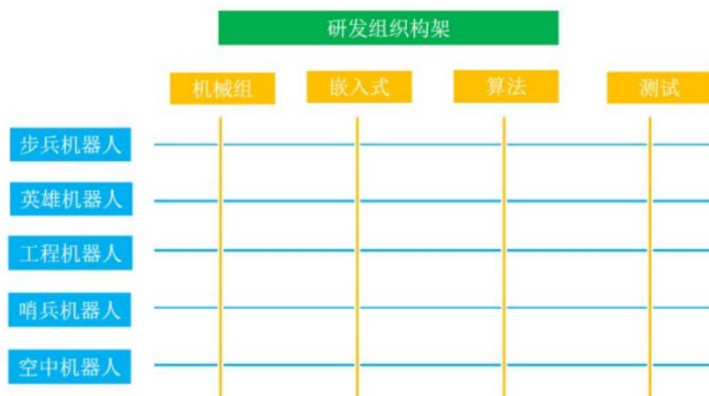 研发组织构架
机械组
嵌入式
算法
测试
步兵机器人
英雄机器人
工程机器人
哨兵机器人
空中机器人